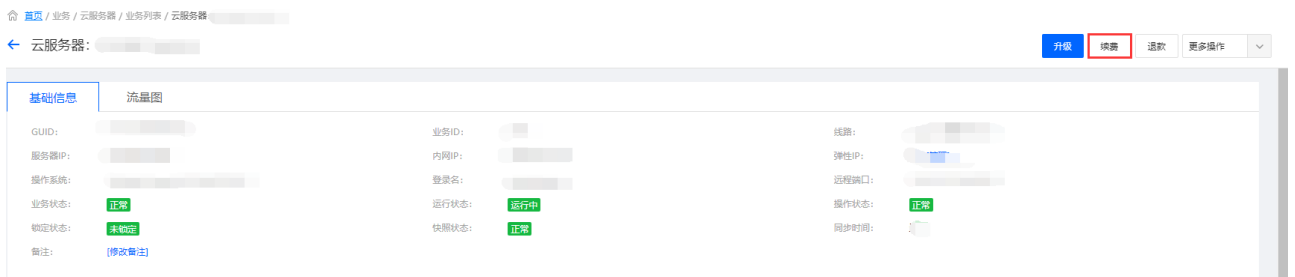 首页 / 业务 / 云服务器 / 业务列表 / 云服务器
云服务器：
升级 续费 退款 更多操作
基础信息 流量图
GUID: 业务ID: 线路:
服务器IP: 内网IP: 弹性IP:
操作系统: 登录名: 远程端口:
业务状态: 正常 运行状态: 运行中 操作状态: 正常
锁定状态: 未锁定 快照状态: 正常 同步时间:
备注: [修改备注]